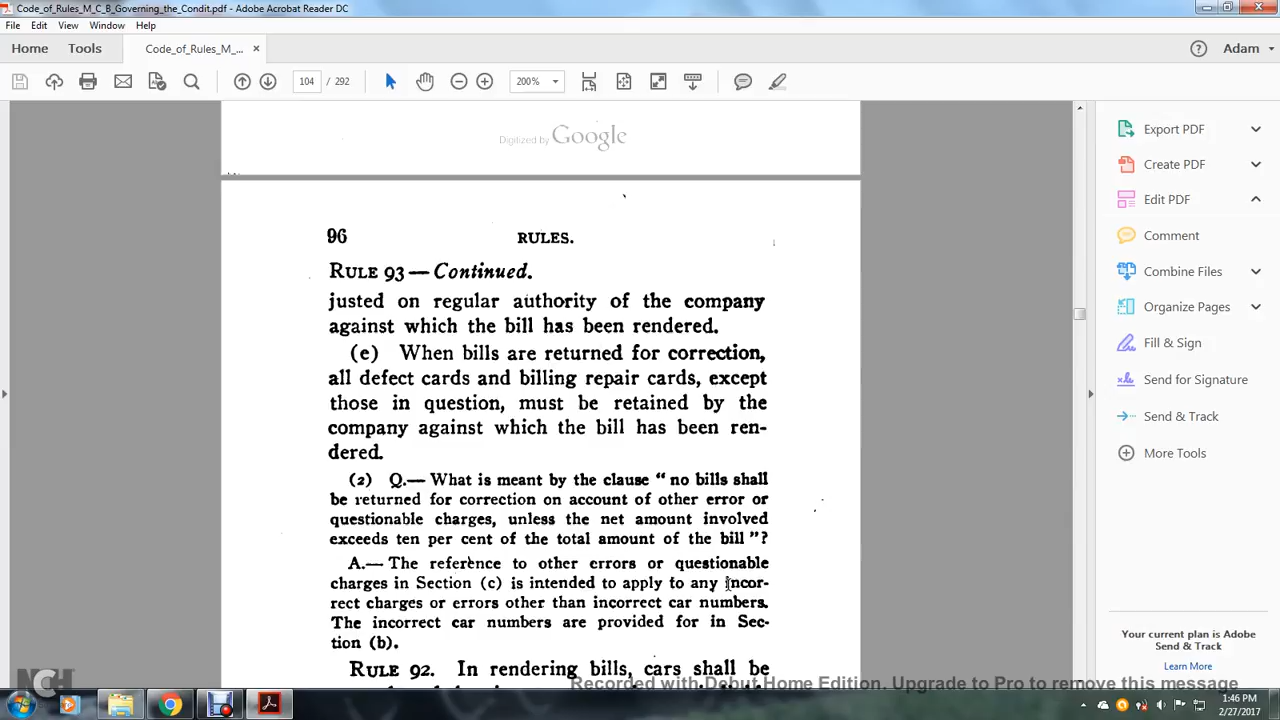 Code_of_Rules_M_C_B_Governing_the_Condit.pdf - Adobe Acrobat Reader DC
File Edit View Window Help
Home Tools Code_of_Rules_M_... × Adam
104 / 292 200%
Digitized by Google
96 RULES.
RULE 93 — Continued.
justed on regular authority of the company
against which the bill has been rendered.
(e) When bills are returned for correction,
all defect cards and billing repair cards, except
those in question, must be retained by the
company against which the bill has been ren-
dered.
(2) Q.— What is meant by the clause " no bills shall
be returned for correction on account of other error or
questionable charges, unless the net amount involved
exceeds ten per cent of the total amount of the bill "?
A.— The reference to other errors or questionable
charges in Section (c) is intended to apply to any incor-
rect charges or errors other than incorrect car numbers.
The incorrect car numbers are provided for in Sec-
tion (b).
RULE 92. In rendering bills, cars shall be
Export PDF
Create PDF
Edit PDF
Comment
Combine Files
Organize Pages
Fill & Sign
Send for Signature
Send & Track
More Tools
Your current plan is Adobe
Send & Track
Learn More
NCH
Recorded with Debut Home Edition. Upgrade to Pro to remove this message
1:46 PM
2/27/2017